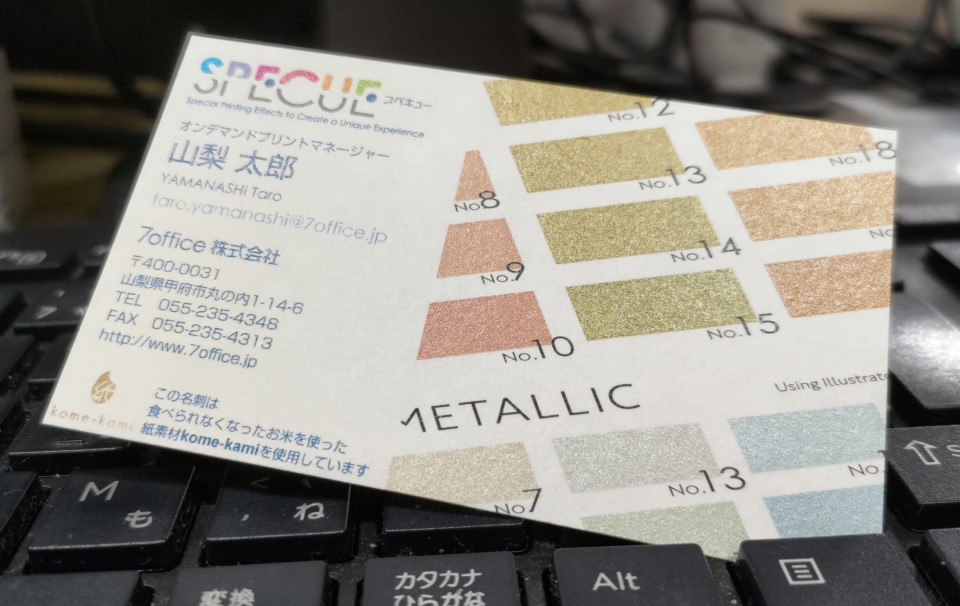 SPECUE スペキュー
Special Printing Effects to Create a Unique Experience
オンデマンドプリントマネージャー
山梨 太郎
YAMANASHI Taro
taro.yamanashi@7office.jp
7office 株式会社
〒400-0031
山梨県甲府市丸の内1-14-6
TEL 055-235-4348
FAX 055-235-4313
http://www.7office.jp
kome-kami
この名刺は
食べられなくなったお米を使った
紙素材kome-kamiを使用しています
No.12
No.18
No.13
No8
No.14
No.9
No.15
No.10
METALLIC
Using Illustrate
No.13
No7
M
も
ね
変換
カタカナ
ひらがな
Alt